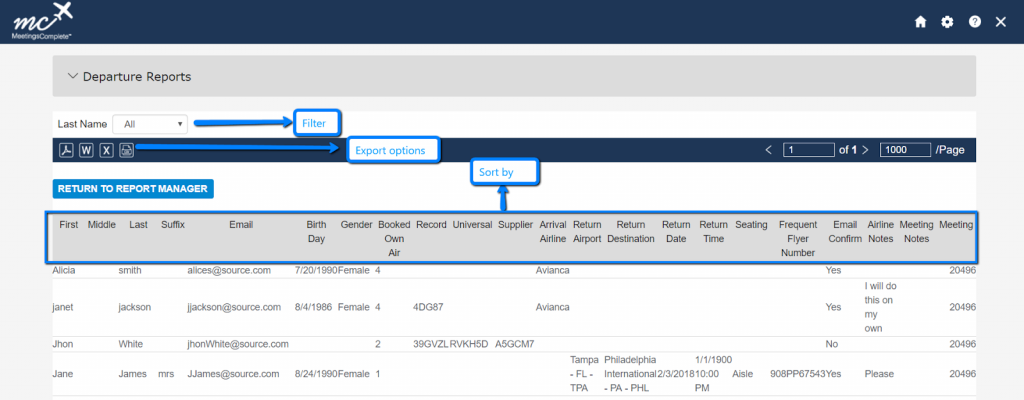 mc
MeetingsComplete™
Departure Reports
Last Name All Filter
Export options < 1 of 1 > 1000 /Page
Sort by
RETURN TO REPORT MANAGER
First Middle Last Suffix Email Birth Gender Booked Record Universal Supplier Arrival Return Return Return Return Seating Frequent Email Airline Meeting Meeting
Day Own Airline Airport Destination Date Time Flyer Confirm Notes Notes
Air Number
Alicia smith alices@source.com 7/20/1990 Female 4 Avianca Yes 20496
I will do
this on
janet jackson jjackson@source.com 8/4/1986 Female 4 4DG87 Avianca Yes my 20496
own
Jhon White jhonWhite@source.com 2 39GVZL RVKH5D A5GCM7 No 20496
Tampa Philadelphia 1/1/1900
Jane James mrs JJames@source.com 8/24/1990 Female 1 - FL - International 2/3/2018 10:00 Aisle 908PP67543 Yes Please 20496
TPA - PA - PHL PM